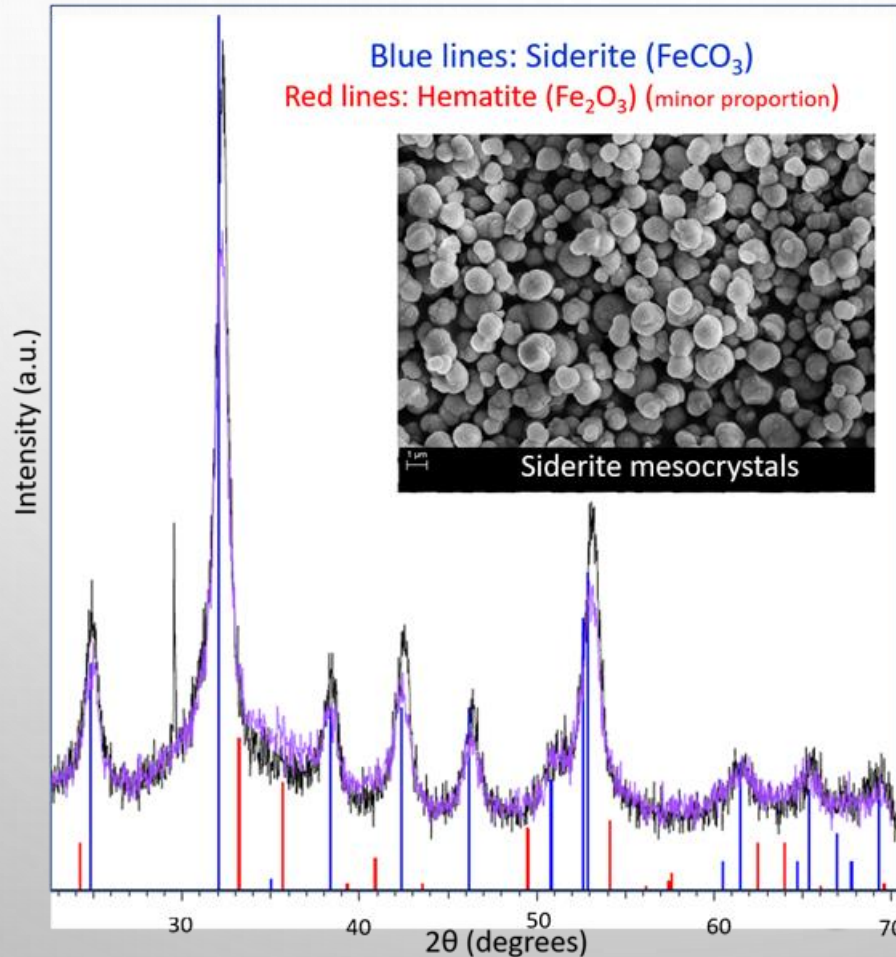 Blue lines: Siderite (FeCO₃)
Red lines: Hematite (Fe₂O₃) (minor proportion)
1 µm
Siderite mesocrystals
Intensity (a.u.)
30 40 50 60 70
2θ (degrees)